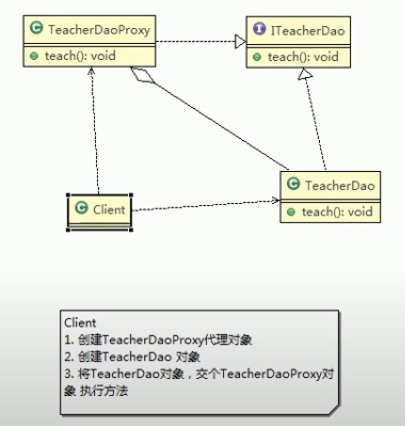 C TeacherDaoProxy
teach(): void
I ITeacherDao
teach(): void
C TeacherDao
teach(): void
C Client
Client
1. 创建TeacherDaoProxy代理对象
2. 创建TeacherDao 对象
3. 将TeacherDao对象，交个TeacherDaoProxy对
象 执行方法